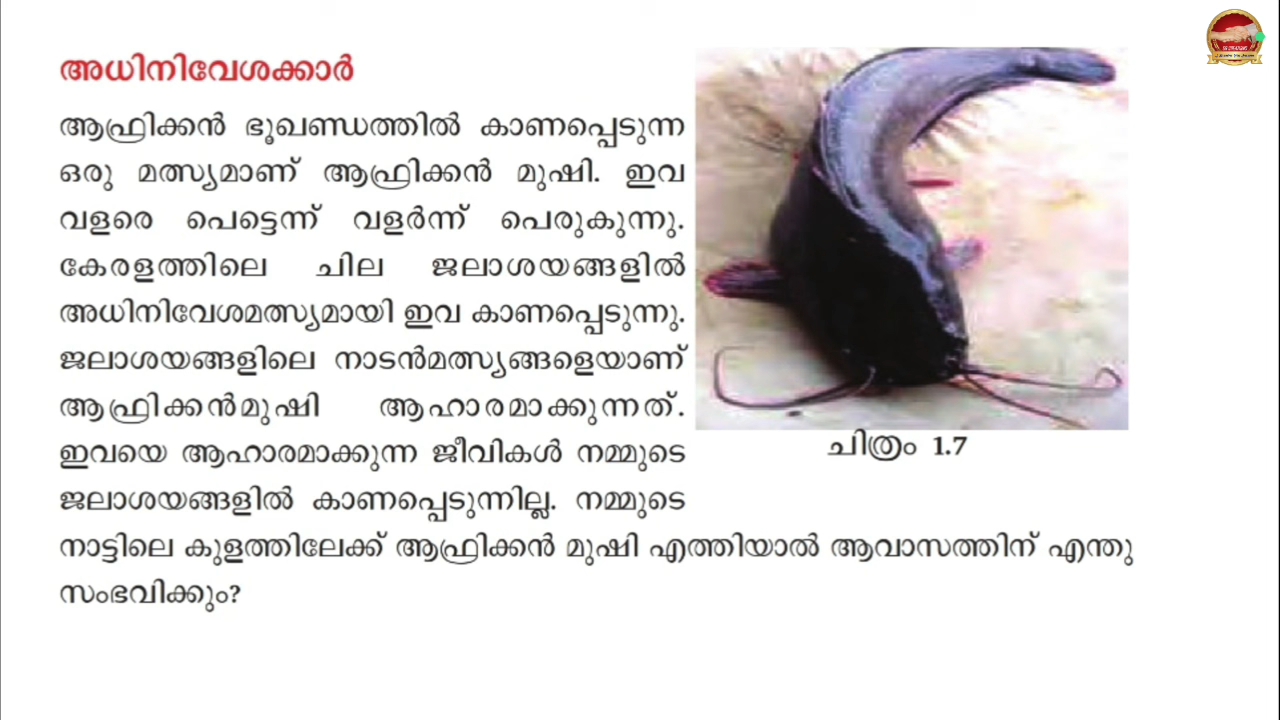 അധിനിവേശക്കാർ
ആഫ്രിക്കൻ ഭൂഖണ്ഡത്തിൽ കാണപ്പെടുന്ന
ഒരു മത്സ്യമാണ് ആഫ്രിക്കൻ മുഷി. ഇവ
വളരെ പെട്ടെന്ന് വളർന്ന് പെരുകുന്നു.
കേരളത്തിലെ ചില ജലാശയങ്ങളിൽ
അധിനിവേശമത്സ്യമായി ഇവ കാണപ്പെടുന്നു.
ജലാശയങ്ങളിലെ നാടൻമത്സ്യങ്ങളെയാണ്
ആഫ്രിക്കൻമുഷി ആഹാരമാക്കുന്നത്.
ഇവയെ ആഹാരമാക്കുന്ന ജീവികൾ നമ്മുടെ
ജലാശയങ്ങളിൽ കാണപ്പെടുന്നില്ല. നമ്മുടെ
നാട്ടിലെ കുളത്തിലേക്ക് ആഫ്രിക്കൻ മുഷി എത്തിയാൽ ആവാസത്തിന് എന്തു
സംഭവിക്കും?
ചിത്രം 1.7